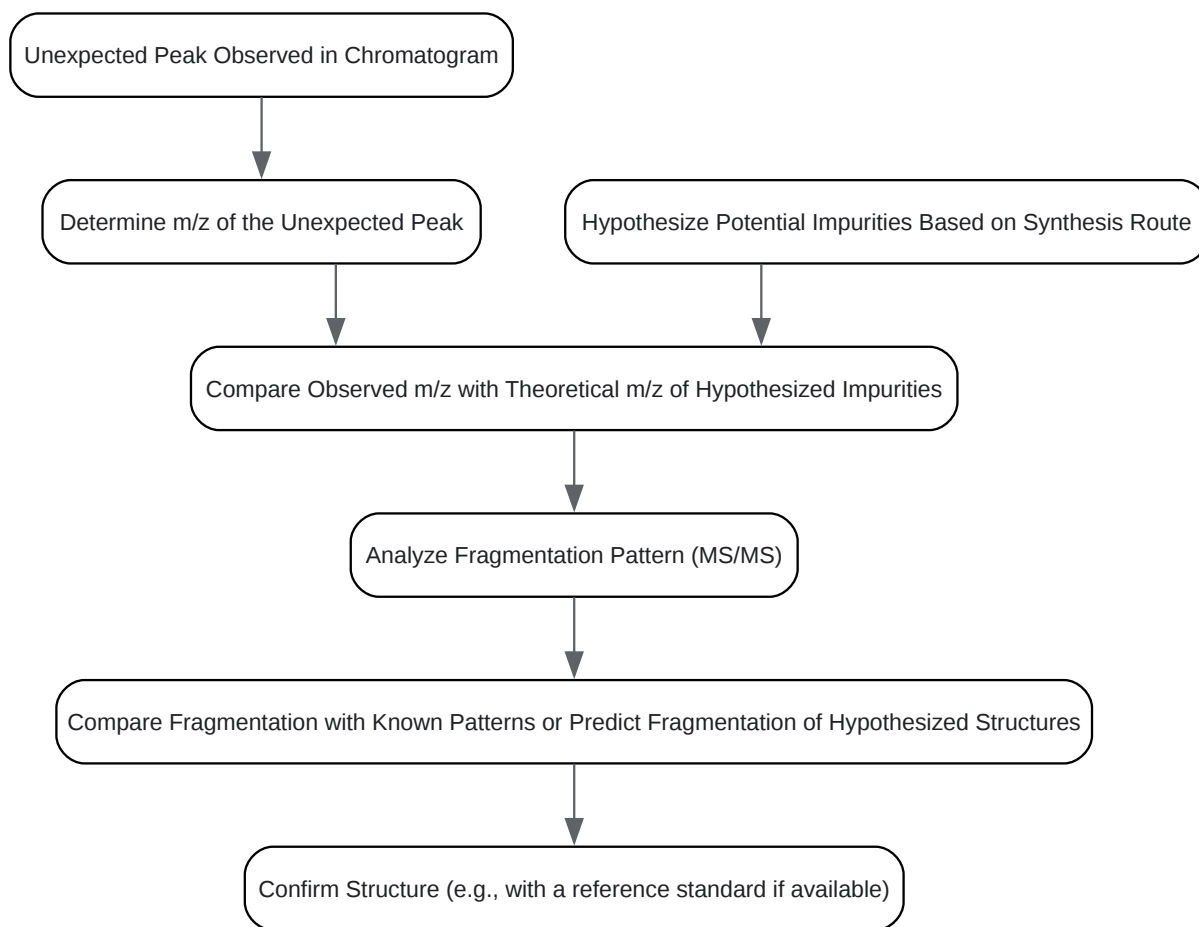 Unexpected Peak Observed in Chromatogram
Determine m/z of the Unexpected Peak
Hypothesize Potential Impurities Based on Synthesis Route
Compare Observed m/z with Theoretical m/z of Hypothesized Impurities
Analyze Fragmentation Pattern (MS/MS)
Compare Fragmentation with Known Patterns or Predict Fragmentation of Hypothesized Structures
Confirm Structure (e.g., with a reference standard if available)